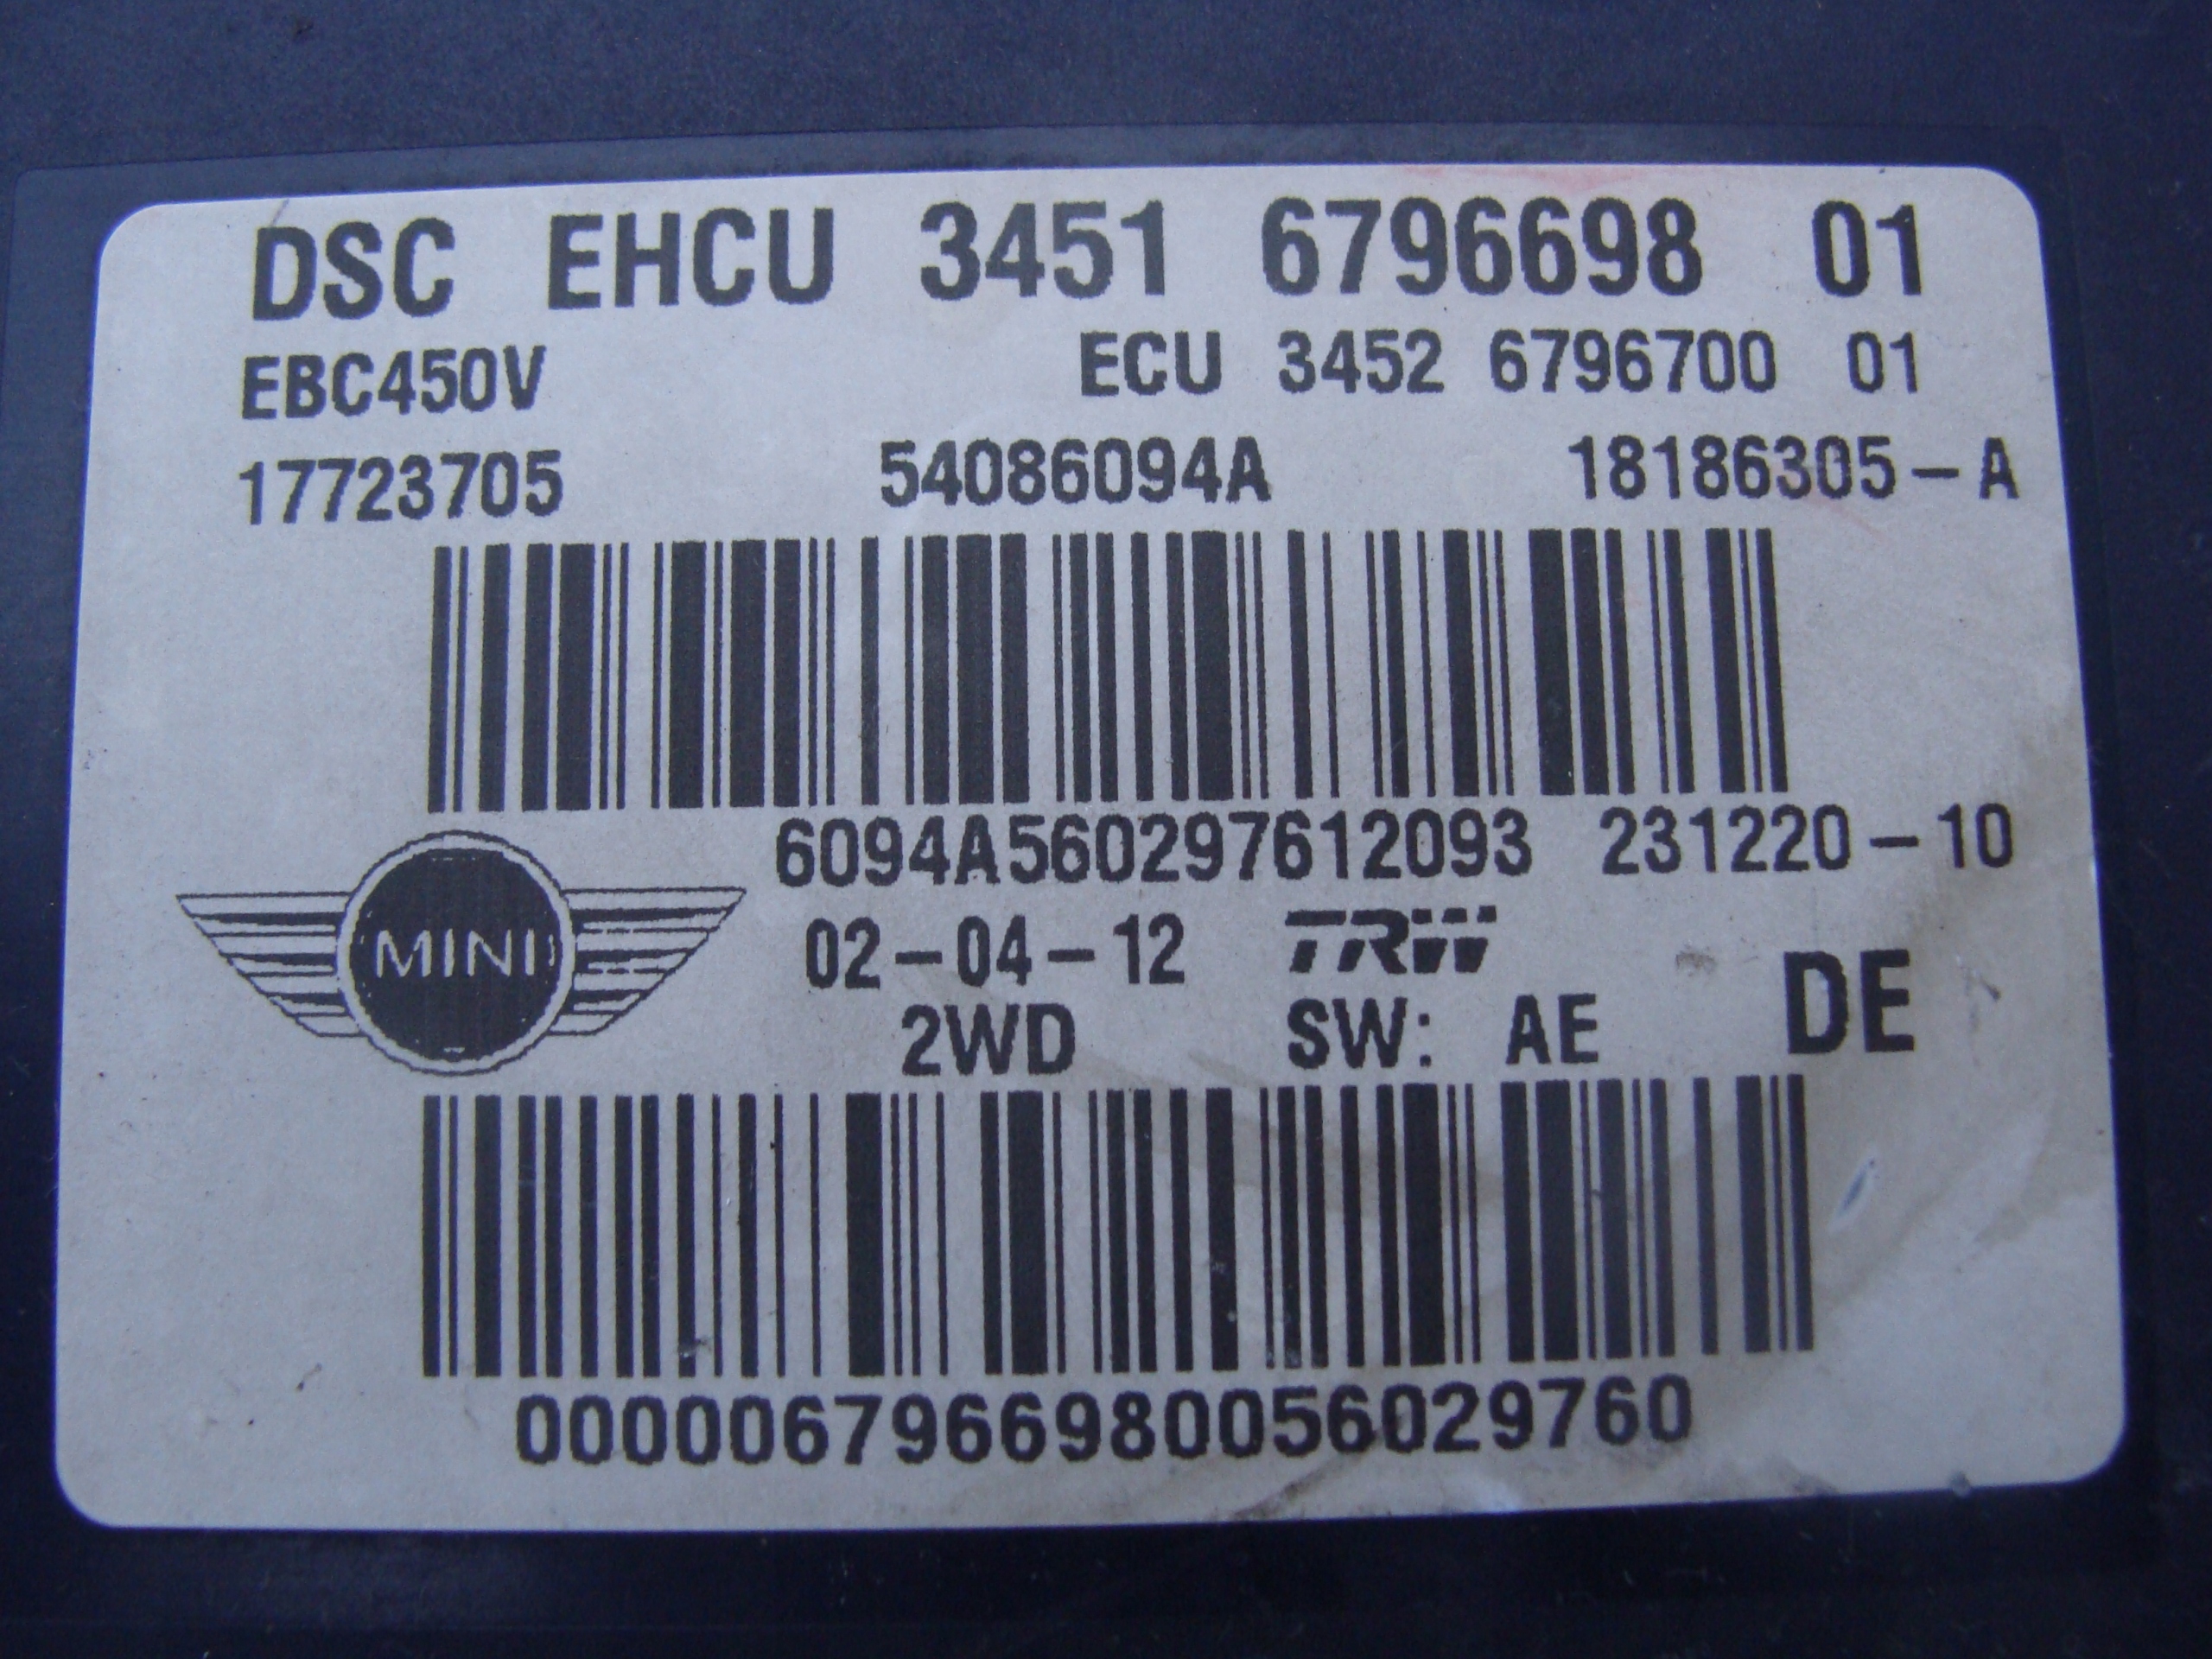 DSC EHCU 3451 6796698 01
EBC450V ECU 3452 6796700 01
17723705 54086094A 18186305-A
6094A560297612093 231220-10
MINI 02-04-12 TRW DE
2WD SW: AE
0000067966980056029760